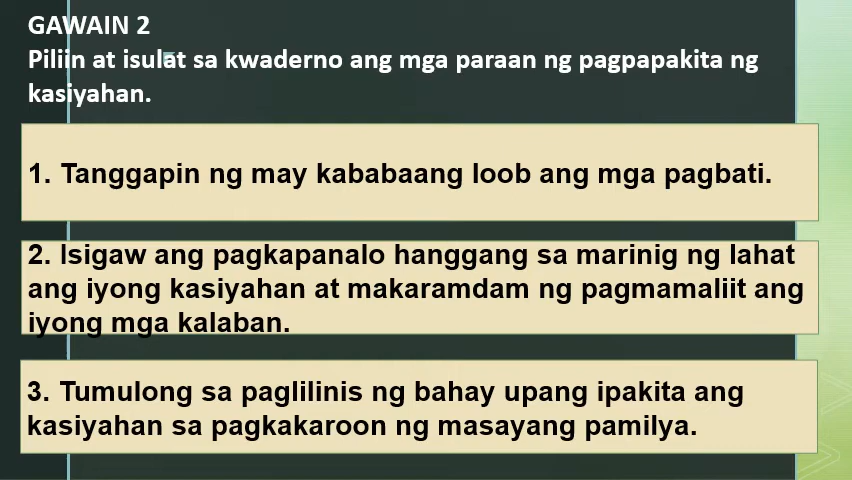 GAWAIN 2
Piliin at isulat sa kwaderno ang mga paraan ng pagpapakita ng
kasiyahan.
1. Tanggapin ng may kababaang loob ang mga pagbati.
2. Isigaw ang pagkapanalo hanggang sa marinig ng lahat
ang iyong kasiyahan at makaramdam ng pagmamaliit ang
iyong mga kalaban.
3. Tumulong sa paglilinis ng bahay upang ipakita ang
kasiyahan sa pagkakaroon ng masayang pamilya.